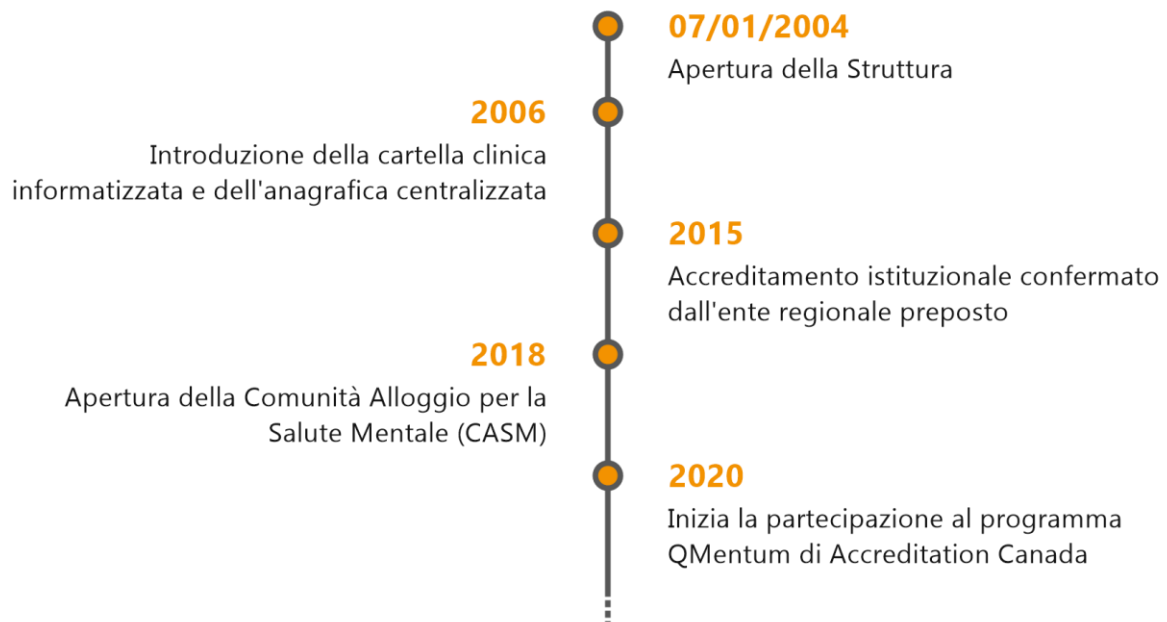 07/01/2004
Apertura della Struttura
2006
Introduzione della cartella clinica
informatizzata e dell'anagrafica centralizzata
2015
Accreditamento istituzionale confermato
dall'ente regionale preposto
2018
Apertura della Comunità Alloggio per la
Salute Mentale (CASM)
2020
Inizia la partecipazione al programma
QMentum di Accreditation Canada